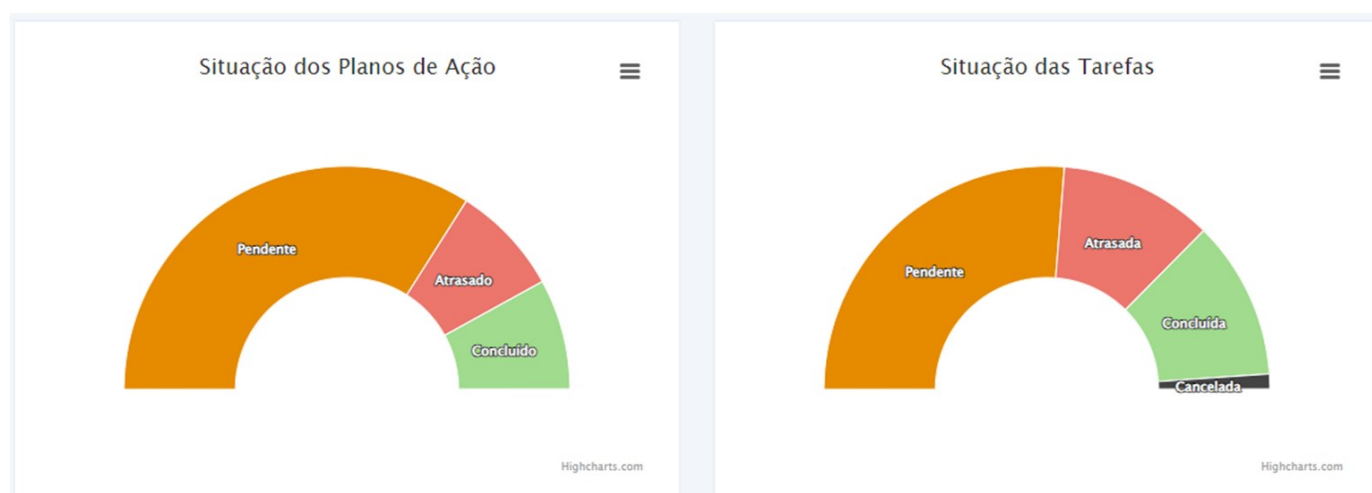 Situação dos Planos de Ação
Pendente
Atrasado
Concluído
Highcharts.com
Situação das Tarefas
Pendente
Atrasada
Concluída
Cancelada
Highcharts.com